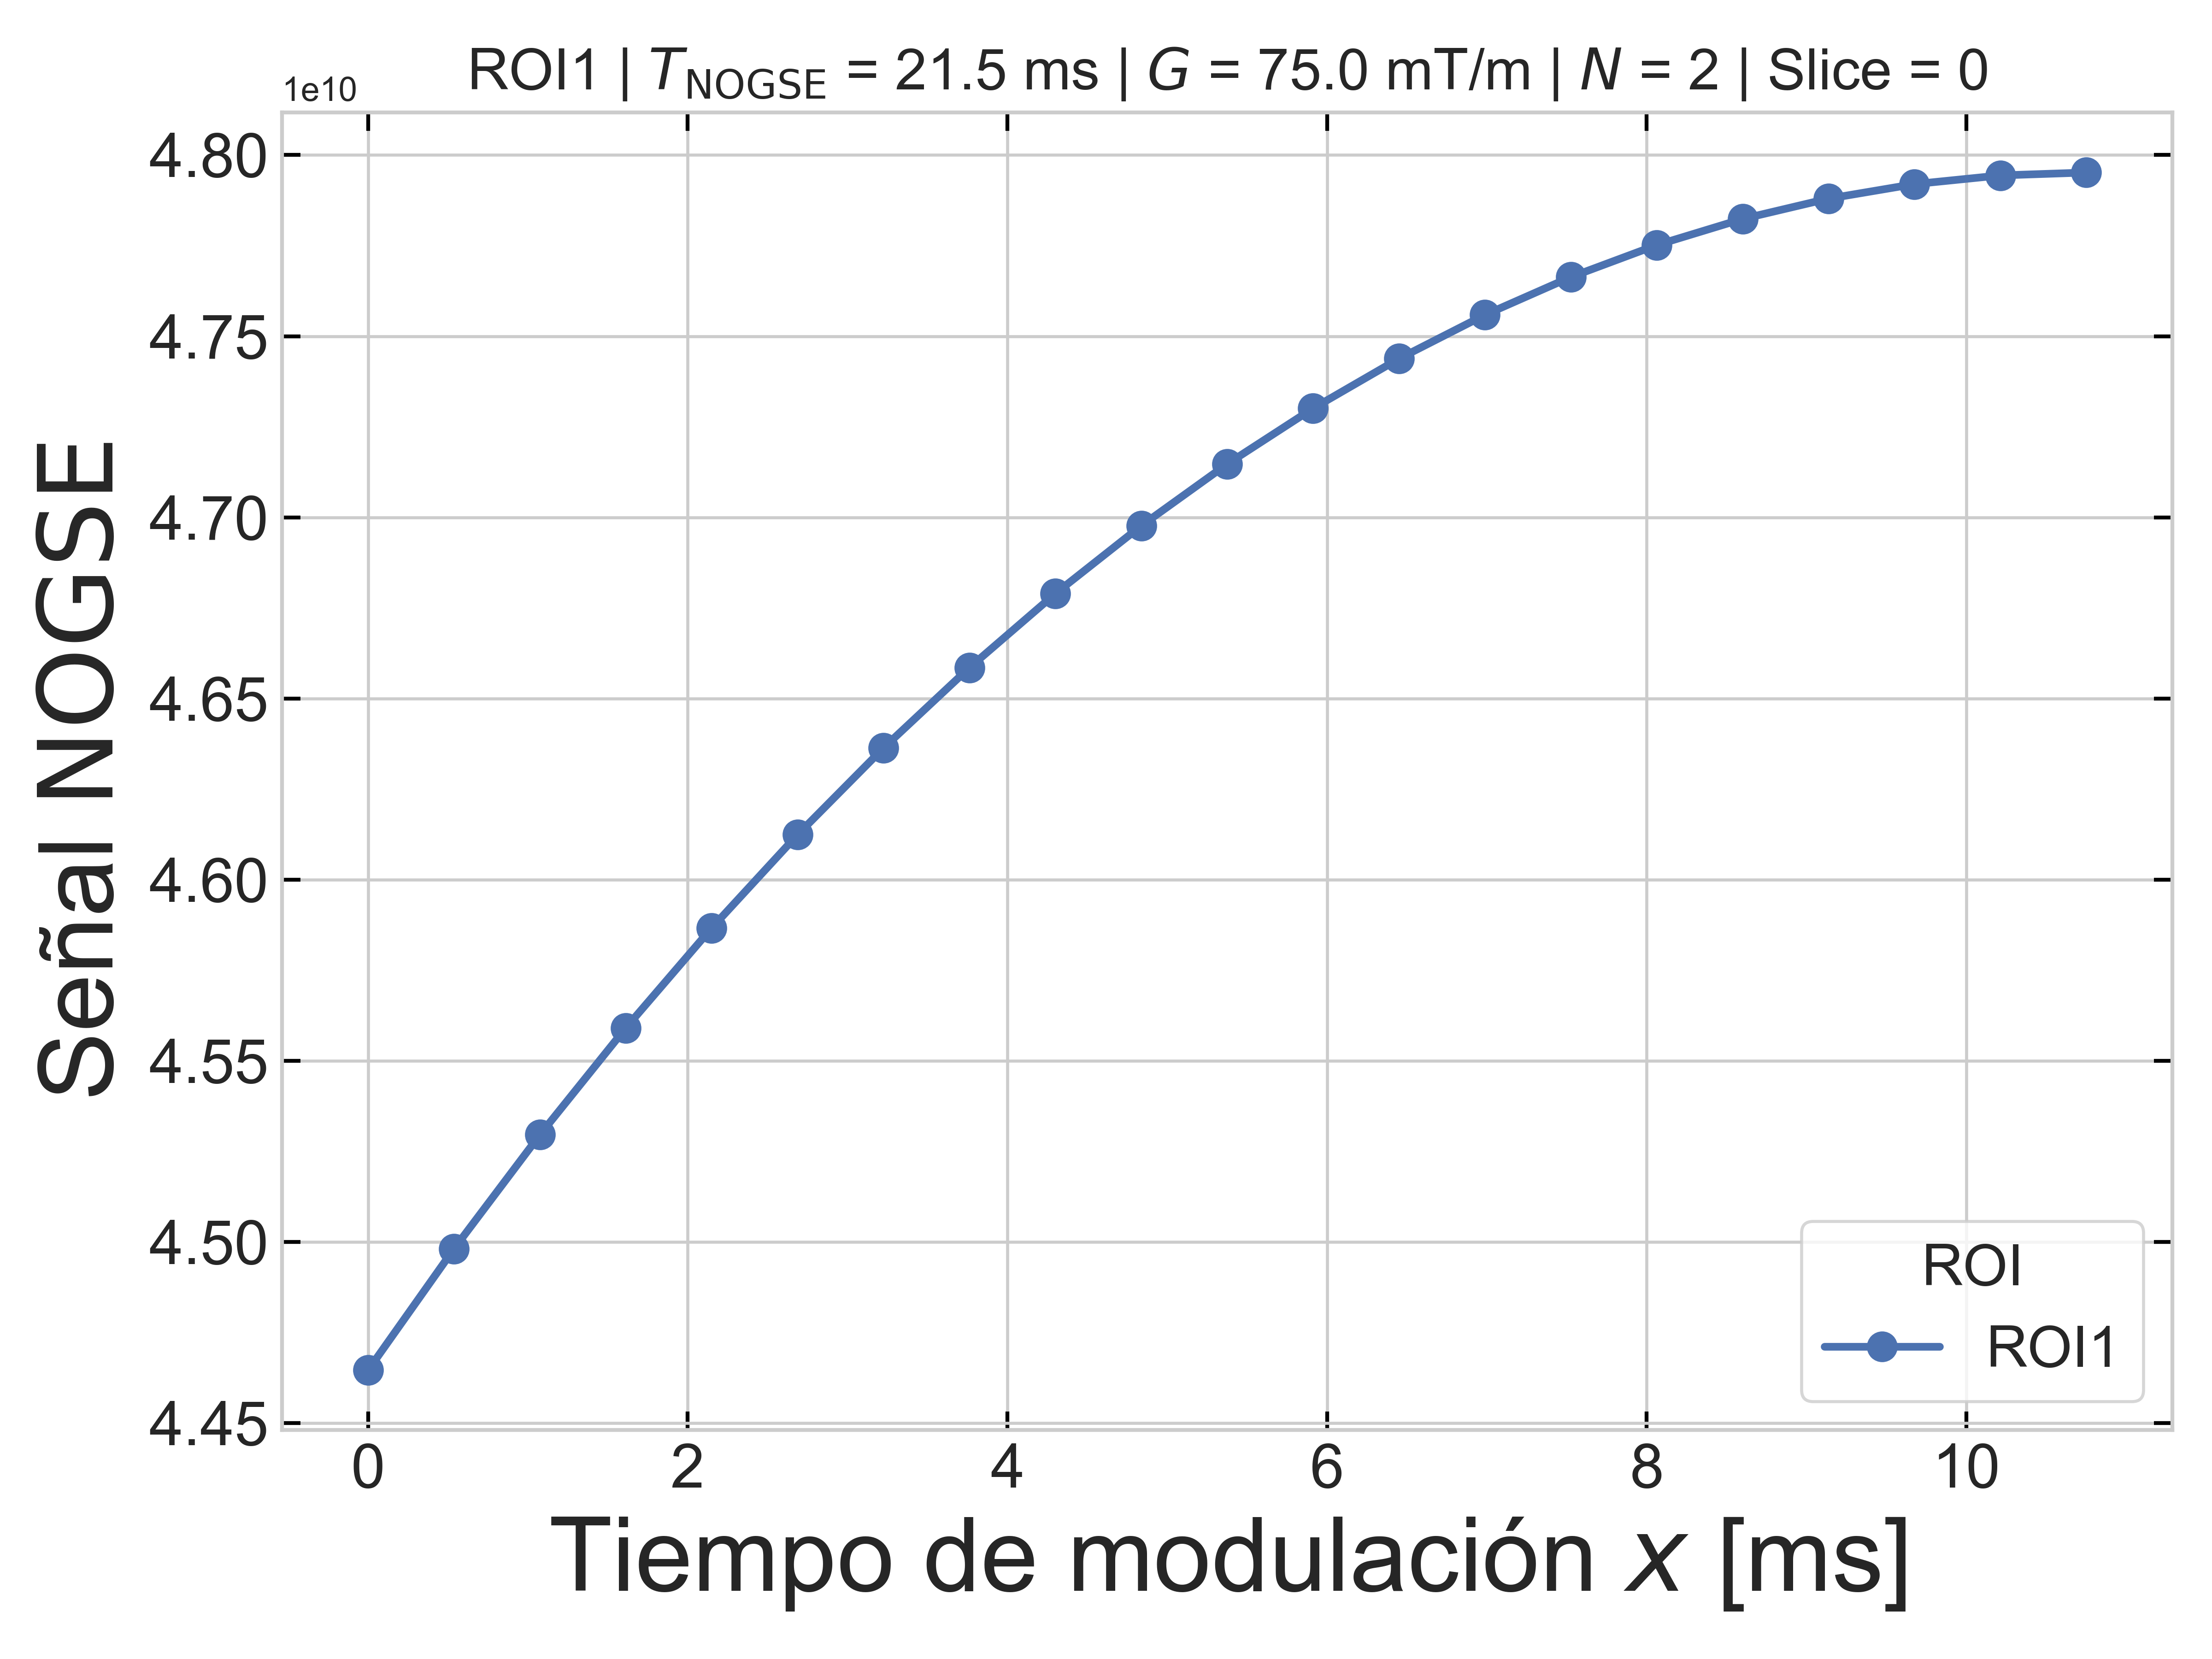 ROI1 | T_NOGSE = 21.5 ms | G = 75.0 mT/m | N = 2 | Slice = 0
1e10
4.80
4.75
4.70
4.65
4.60
4.55
4.50
4.45
Señal NOGSE
ROI
ROI1
0 2 4 6 8 10
Tiempo de modulación x [ms]